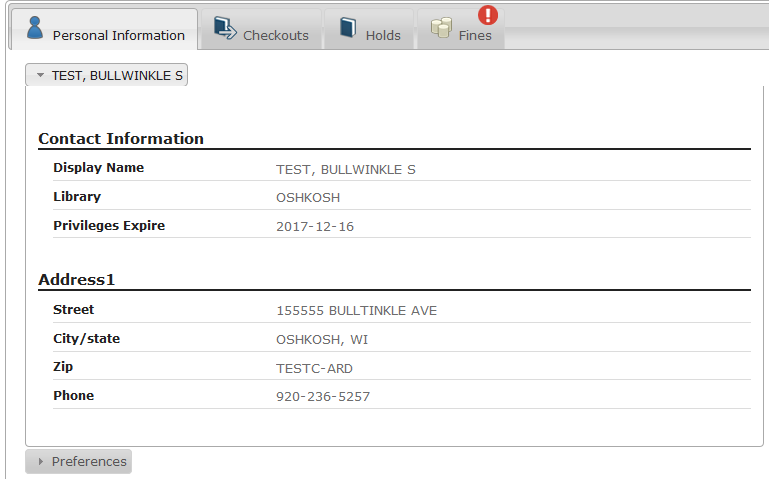 Personal Information Checkouts Holds Fines
TEST, BULLWINKLE S
Contact Information
Display Name TEST, BULLWINKLE S
Library OSHKOSH
Privileges Expire 2017-12-16
Address1
Street 155555 BULLTINKLE AVE
City/state OSHKOSH, WI
Zip TESTC-ARD
Phone 920-236-5257
Preferences